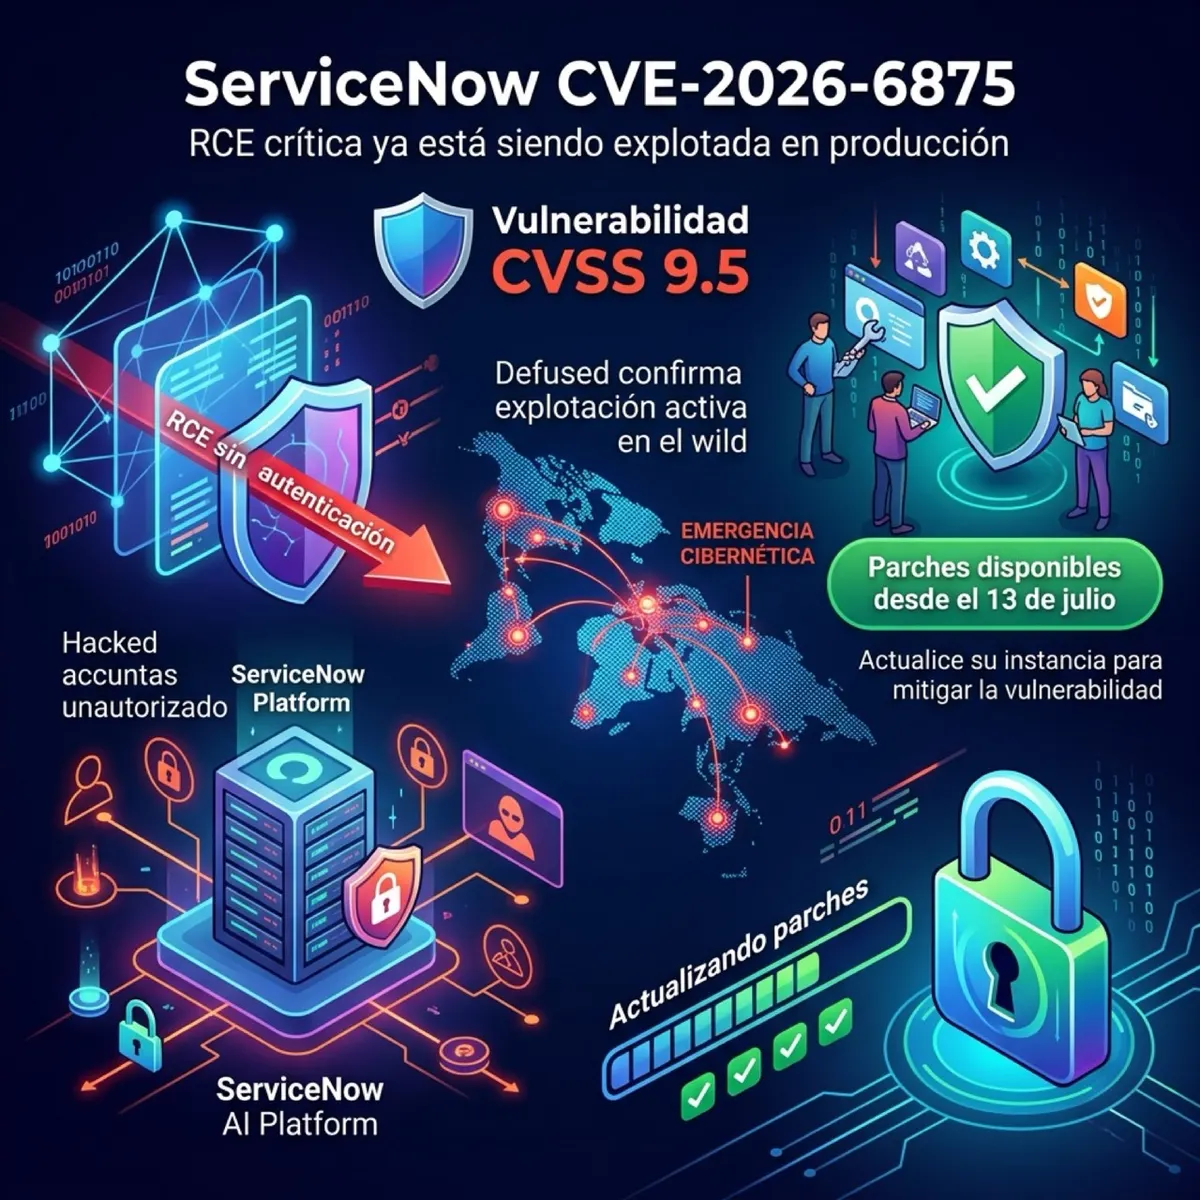 ServiceNow CVE-2026-6875
RCE crítica ya está siendo explotada en producción
Vulnerabilidad
CVSS 9.5
10100110
0010101
001110
11100
1001010
RCE sin autenticación
Defused confirma
explotación activa
en el wild
EMERGENCIA
CIBERNÉTICA
Parches disponibles
desde el 13 de julio
Actualice su instancia para
mitigar la vulnerabilidad
Hacked
accuntas
unautorizado
ServiceNow
Platform
ServiceNow
AI Platform
011
Actualizando parches